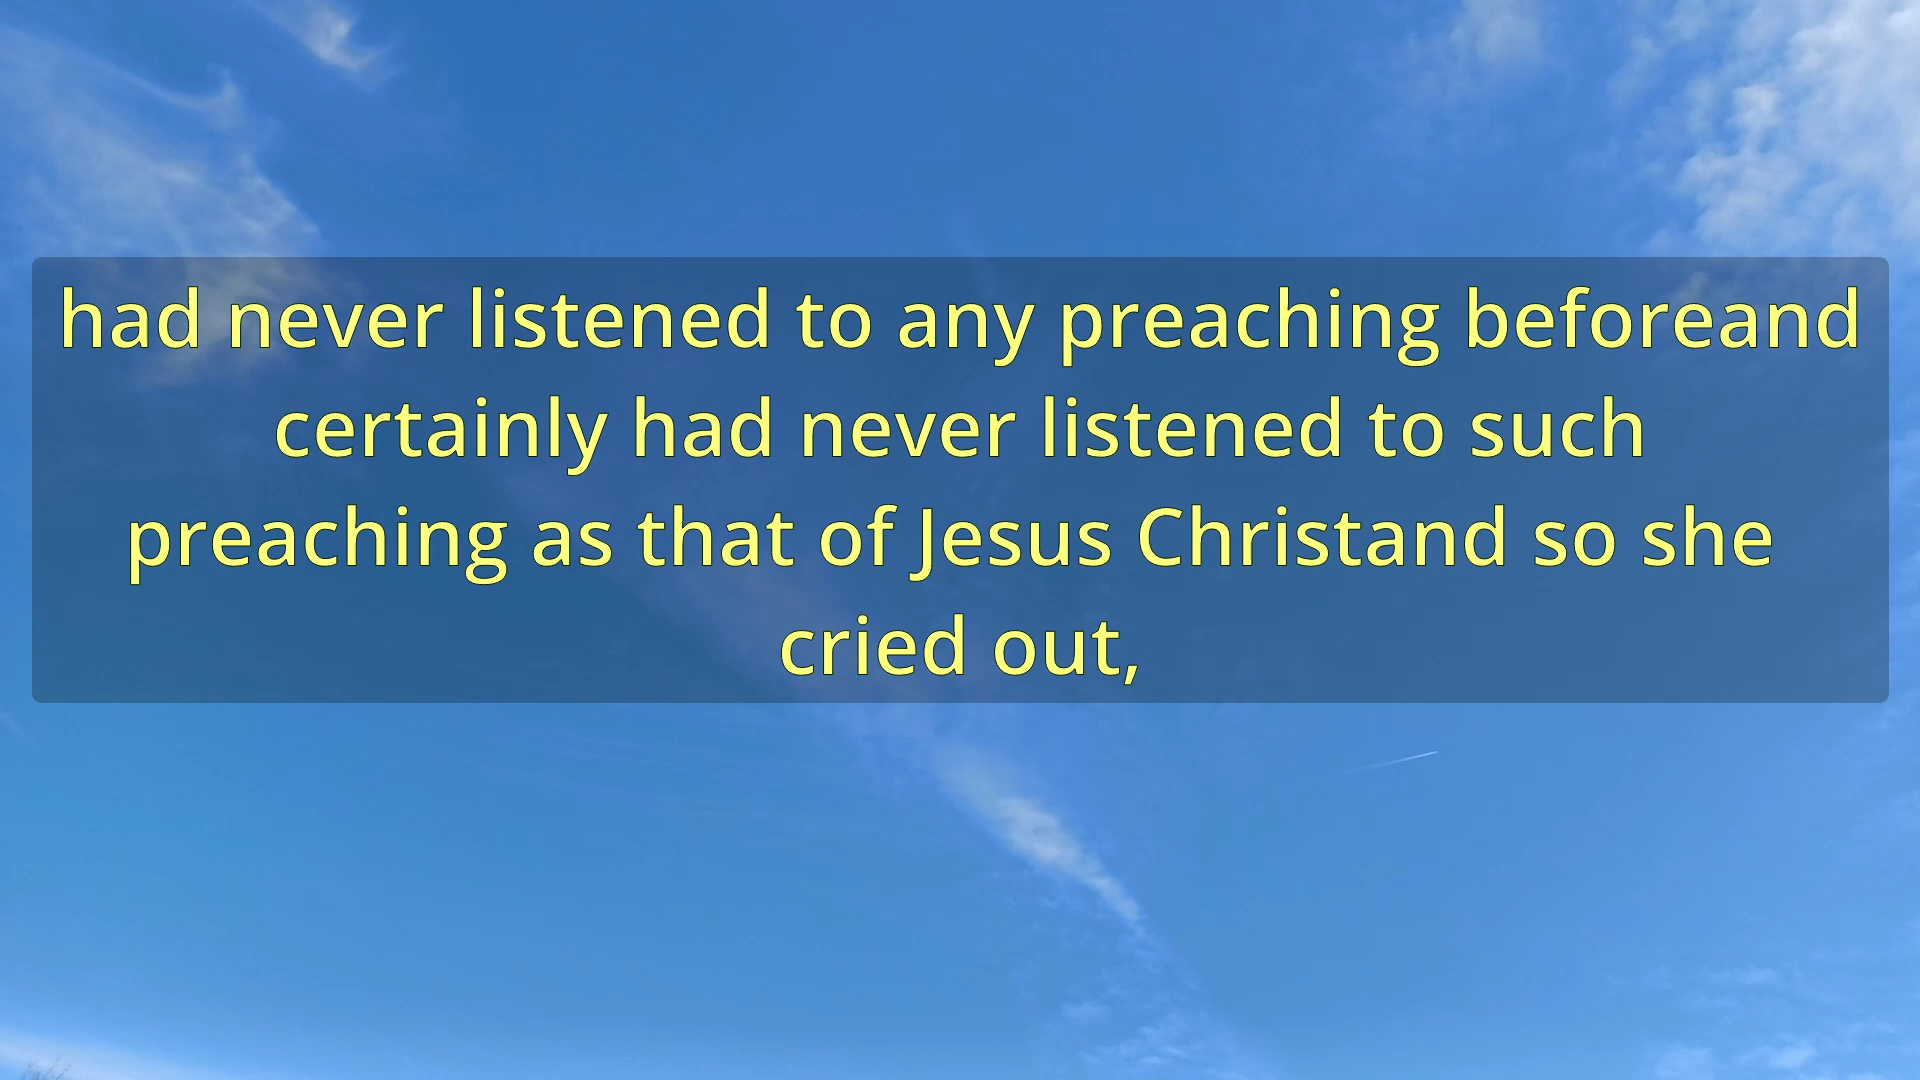 had never listened to any preaching beforeand
certainly had never listened to such
preaching as that of Jesus Christand so she
cried out,